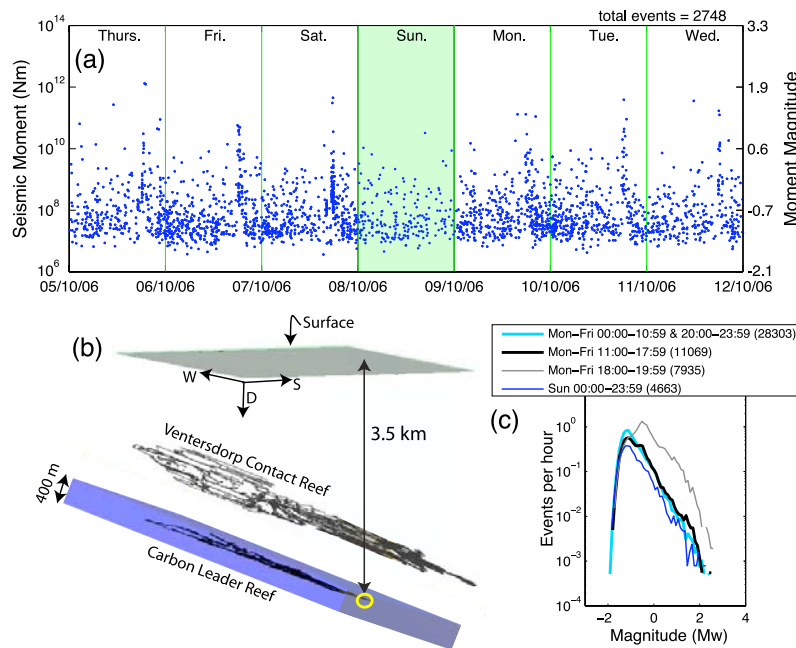 total events = 2748
(a)
Thurs. Fri. Sat. Sun. Mon. Tue. Wed.
Seismic Moment (Nm)
10^14
10^12
10^10
10^8
10^6
3.3
1.9
0.6
-0.7
-2.1
Moment Magnitude
05/10/06 06/10/06 07/10/06 08/10/06 09/10/06 10/10/06 11/10/06 12/10/06
(b)
Surface
W
S
D
3.5 km
Ventersdorp Contact Reef
400 m
Carbon Leader Reef
Mon–Fri 00:00–10:59 & 20:00–23:59 (28303)
Mon–Fri 11:00–17:59 (11069)
Mon–Fri 18:00–19:59 (7935)
Sun 00:00–23:59 (4663)
(c)
Events per hour
10^0
10^−1
10^−2
10^−3
10^−4
−2 0 2 4
Magnitude (Mw)